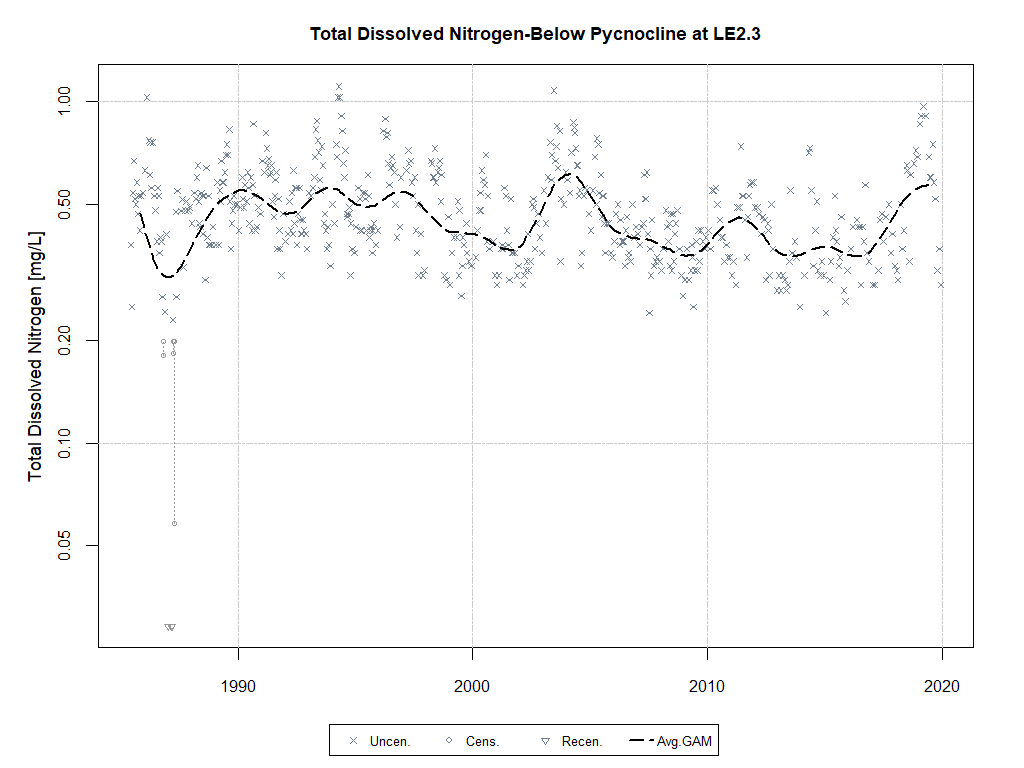 Total Dissolved Nitrogen-Below Pycnocline at LE2.3
Total Dissolved Nitrogen [mg/L]
1.00
0.50
0.20
0.10
0.05
1990 2000 2010 2020
Uncen. Cens. Recen. Avg.GAM